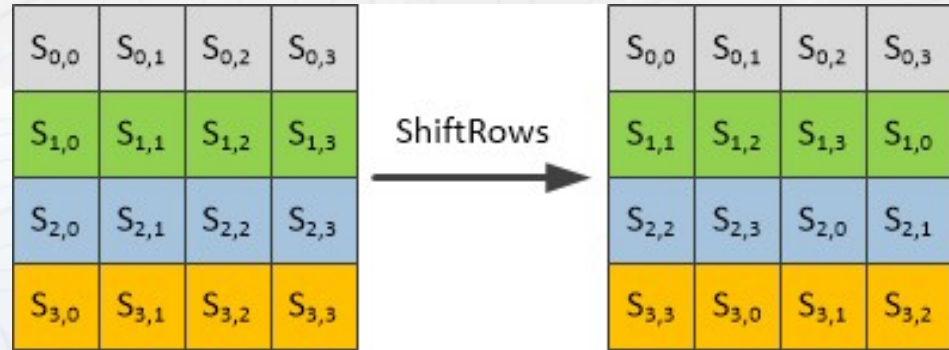 S0,0 S0,1 S0,2 S0,3
S1,0 S1,1 S1,2 S1,3
S2,0 S2,1 S2,2 S2,3
S3,0 S3,1 S3,2 S3,3
ShiftRows
S0,0 S0,1 S0,2 S0,3
S1,1 S1,2 S1,3 S1,0
S2,2 S2,3 S2,0 S2,1
S3,3 S3,0 S3,1 S3,2